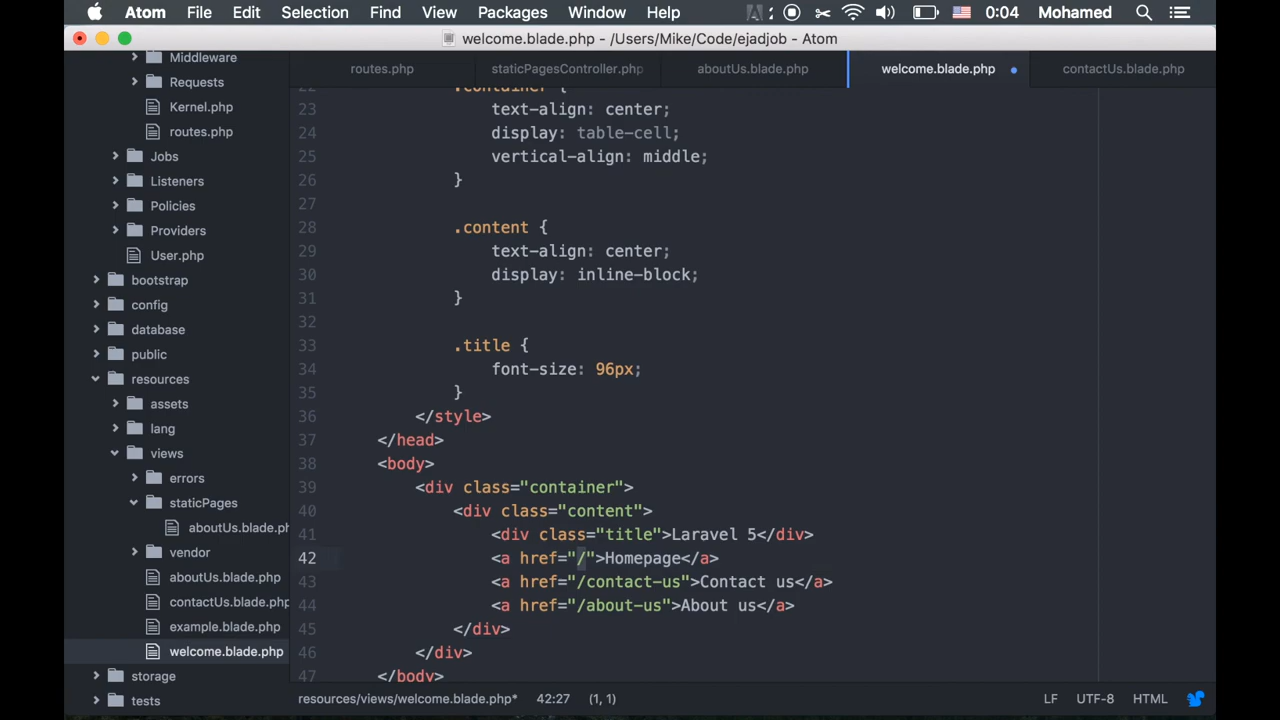 Atom File Edit Selection Find View Packages Window Help 0:04 Mohamed
welcome.blade.php - /Users/Mike/Code/ejadjob - Atom
Middleware
Requests
Kernel.php
routes.php
Jobs
Listeners
Policies
Providers
User.php
bootstrap
config
database
public
resources
assets
lang
views
errors
staticPages
aboutUs.blade.ph
vendor
aboutUs.blade.php
contactUs.blade.php
example.blade.php
welcome.blade.php
storage
tests
routes.php staticPagesController.php aboutUs.blade.php welcome.blade.php contactUs.blade.php
22 .container {
23 text-align: center;
24 display: table-cell;
25 vertical-align: middle;
26 }
27
28 .content {
29 text-align: center;
30 display: inline-block;
31 }
32
33 .title {
34 font-size: 96px;
35 }
36 </style>
37 </head>
38 <body>
39 <div class="container">
40 <div class="content">
41 <div class="title">Laravel 5</div>
42 <a href="/">Homepage</a>
43 <a href="/contact-us">Contact us</a>
44 <a href="/about-us">About us</a>
45 </div>
46 </div>
47 </body>
resources/views/welcome.blade.php* 42:27 (1, 1) LF UTF-8 HTML